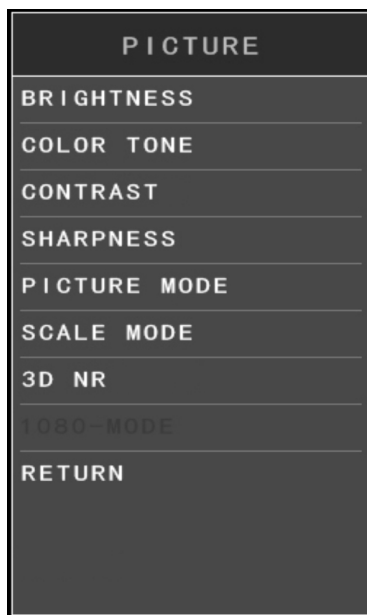 PICTURE
BRIGHTNESS
COLOR TONE
CONTRAST
SHARPNESS
PICTURE MODE
SCALE MODE
3D NR
1080-MODE
RETURN